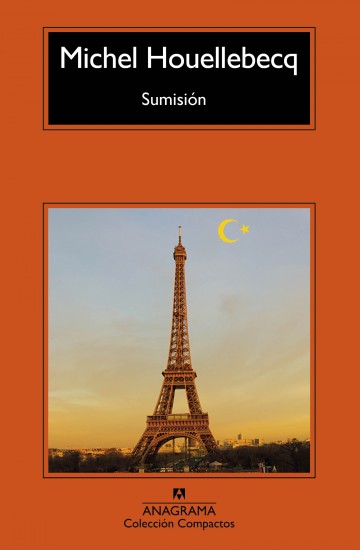 Michel Houellebecq
Sumisión
ANAGRAMA
Colección Compactos